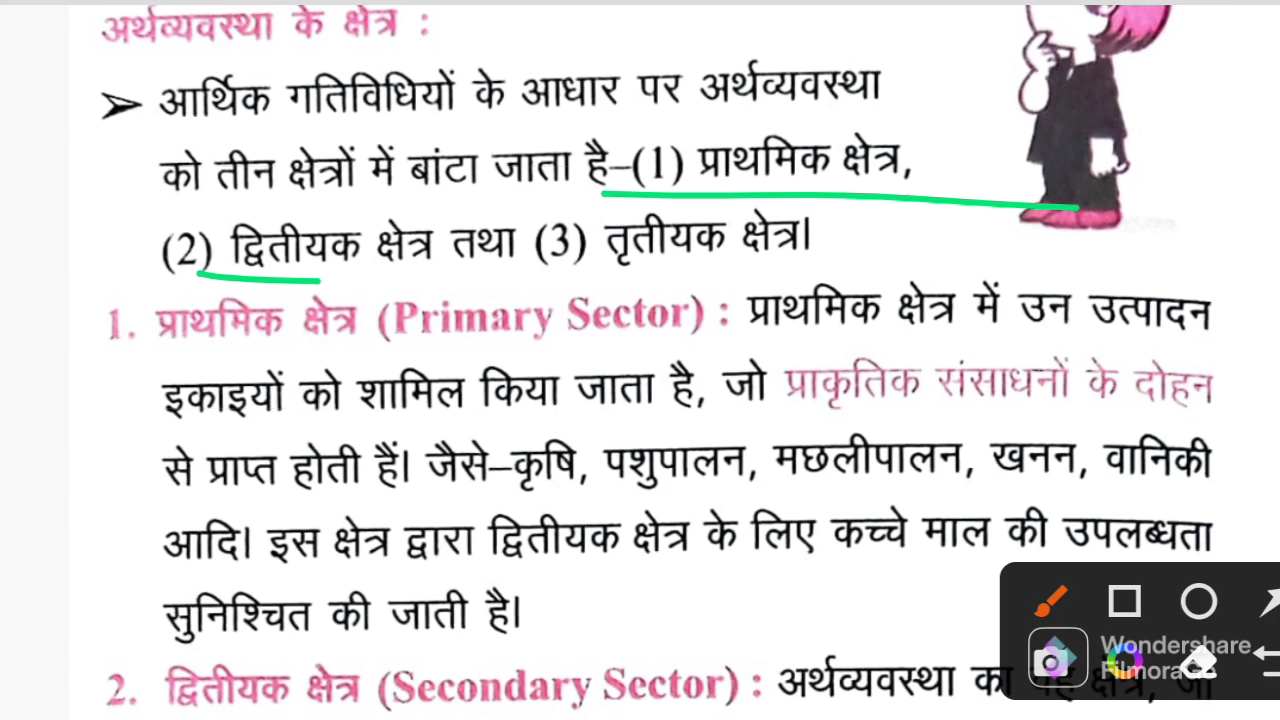 अर्थव्यवस्था के क्षेत्र :
➢ आर्थिक गतिविधियों के आधार पर अर्थव्यवस्था
को तीन क्षेत्रों में बांटा जाता है–(1) प्राथमिक क्षेत्र,
(2) द्वितीयक क्षेत्र तथा (3) तृतीयक क्षेत्र।
1. प्राथमिक क्षेत्र (Primary Sector) : प्राथमिक क्षेत्र में उन उत्पादन
इकाइयों को शामिल किया जाता है, जो प्राकृतिक संसाधनों के दोहन
से प्राप्त होती हैं। जैसे–कृषि, पशुपालन, मछलीपालन, खनन, वानिकी
आदि। इस क्षेत्र द्वारा द्वितीयक क्षेत्र के लिए कच्चे माल की उपलब्धता
सुनिश्चित की जाती है।
2. द्वितीयक क्षेत्र (Secondary Sector) : अर्थव्यवस्था का क्षेत्र,
Wondershare
Filmora